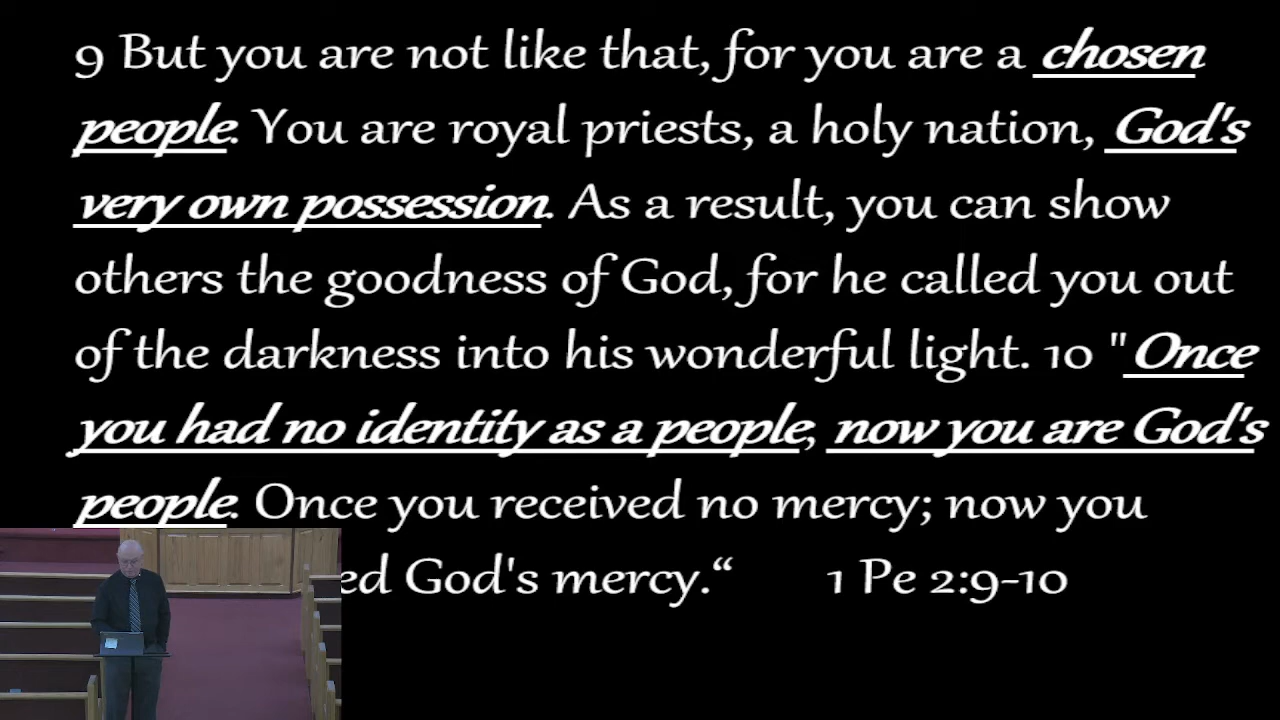 9 But you are not like that, for you are a chosen
people. You are royal priests, a holy nation, God's
very own possession. As a result, you can show
others the goodness of God, for he called you out
of the darkness into his wonderful light. 10 "Once
you had no identity as a people, now you are God's
people. Once you received no mercy; now you
ed God's mercy.“ 1 Pe 2:9-10